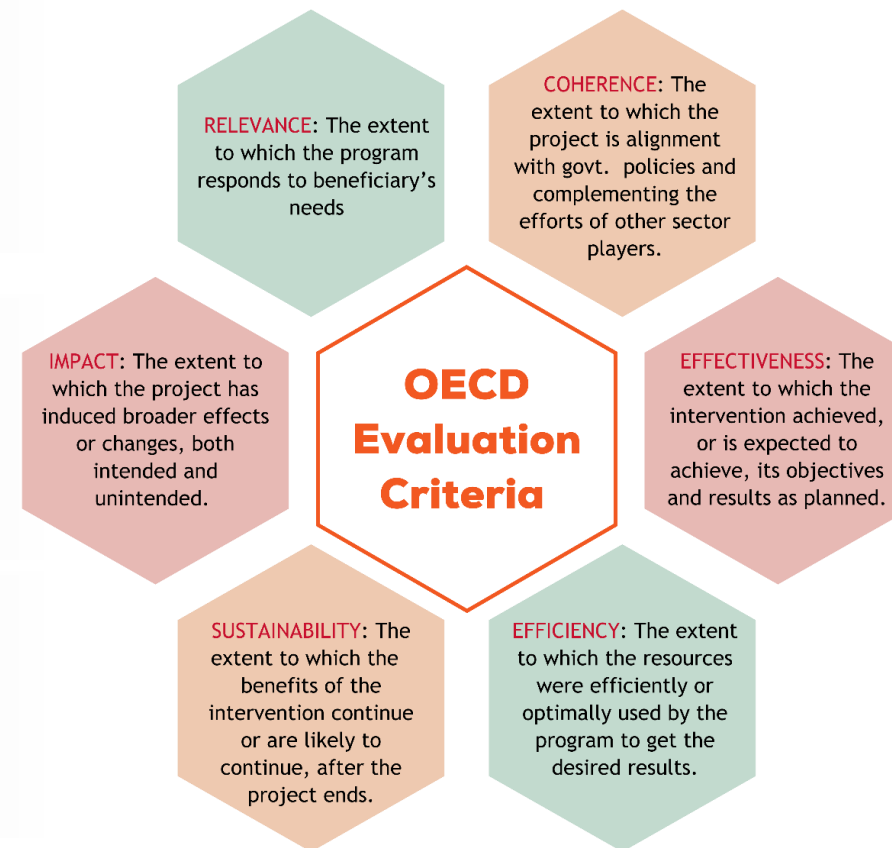 RELEVANCE: The extent
to which the program
responds to beneficiary’s
needs
COHERENCE: The
extent to which the
project is alignment
with govt. policies and
complementing the
efforts of other sector
players.
IMPACT: The extent to
which the project has
induced broader effects
or changes, both
intended and
unintended.
OECD
Evaluation
Criteria
EFFECTIVENESS: The
extent to which the
intervention achieved,
or is expected to
achieve, its objectives
and results as planned.
SUSTAINABILITY: The
extent to which the
benefits of the
intervention continue
or are likely to
continue, after the
project ends.
EFFICIENCY: The extent
to which the resources
were efficiently or
optimally used by the
program to get the
desired results.